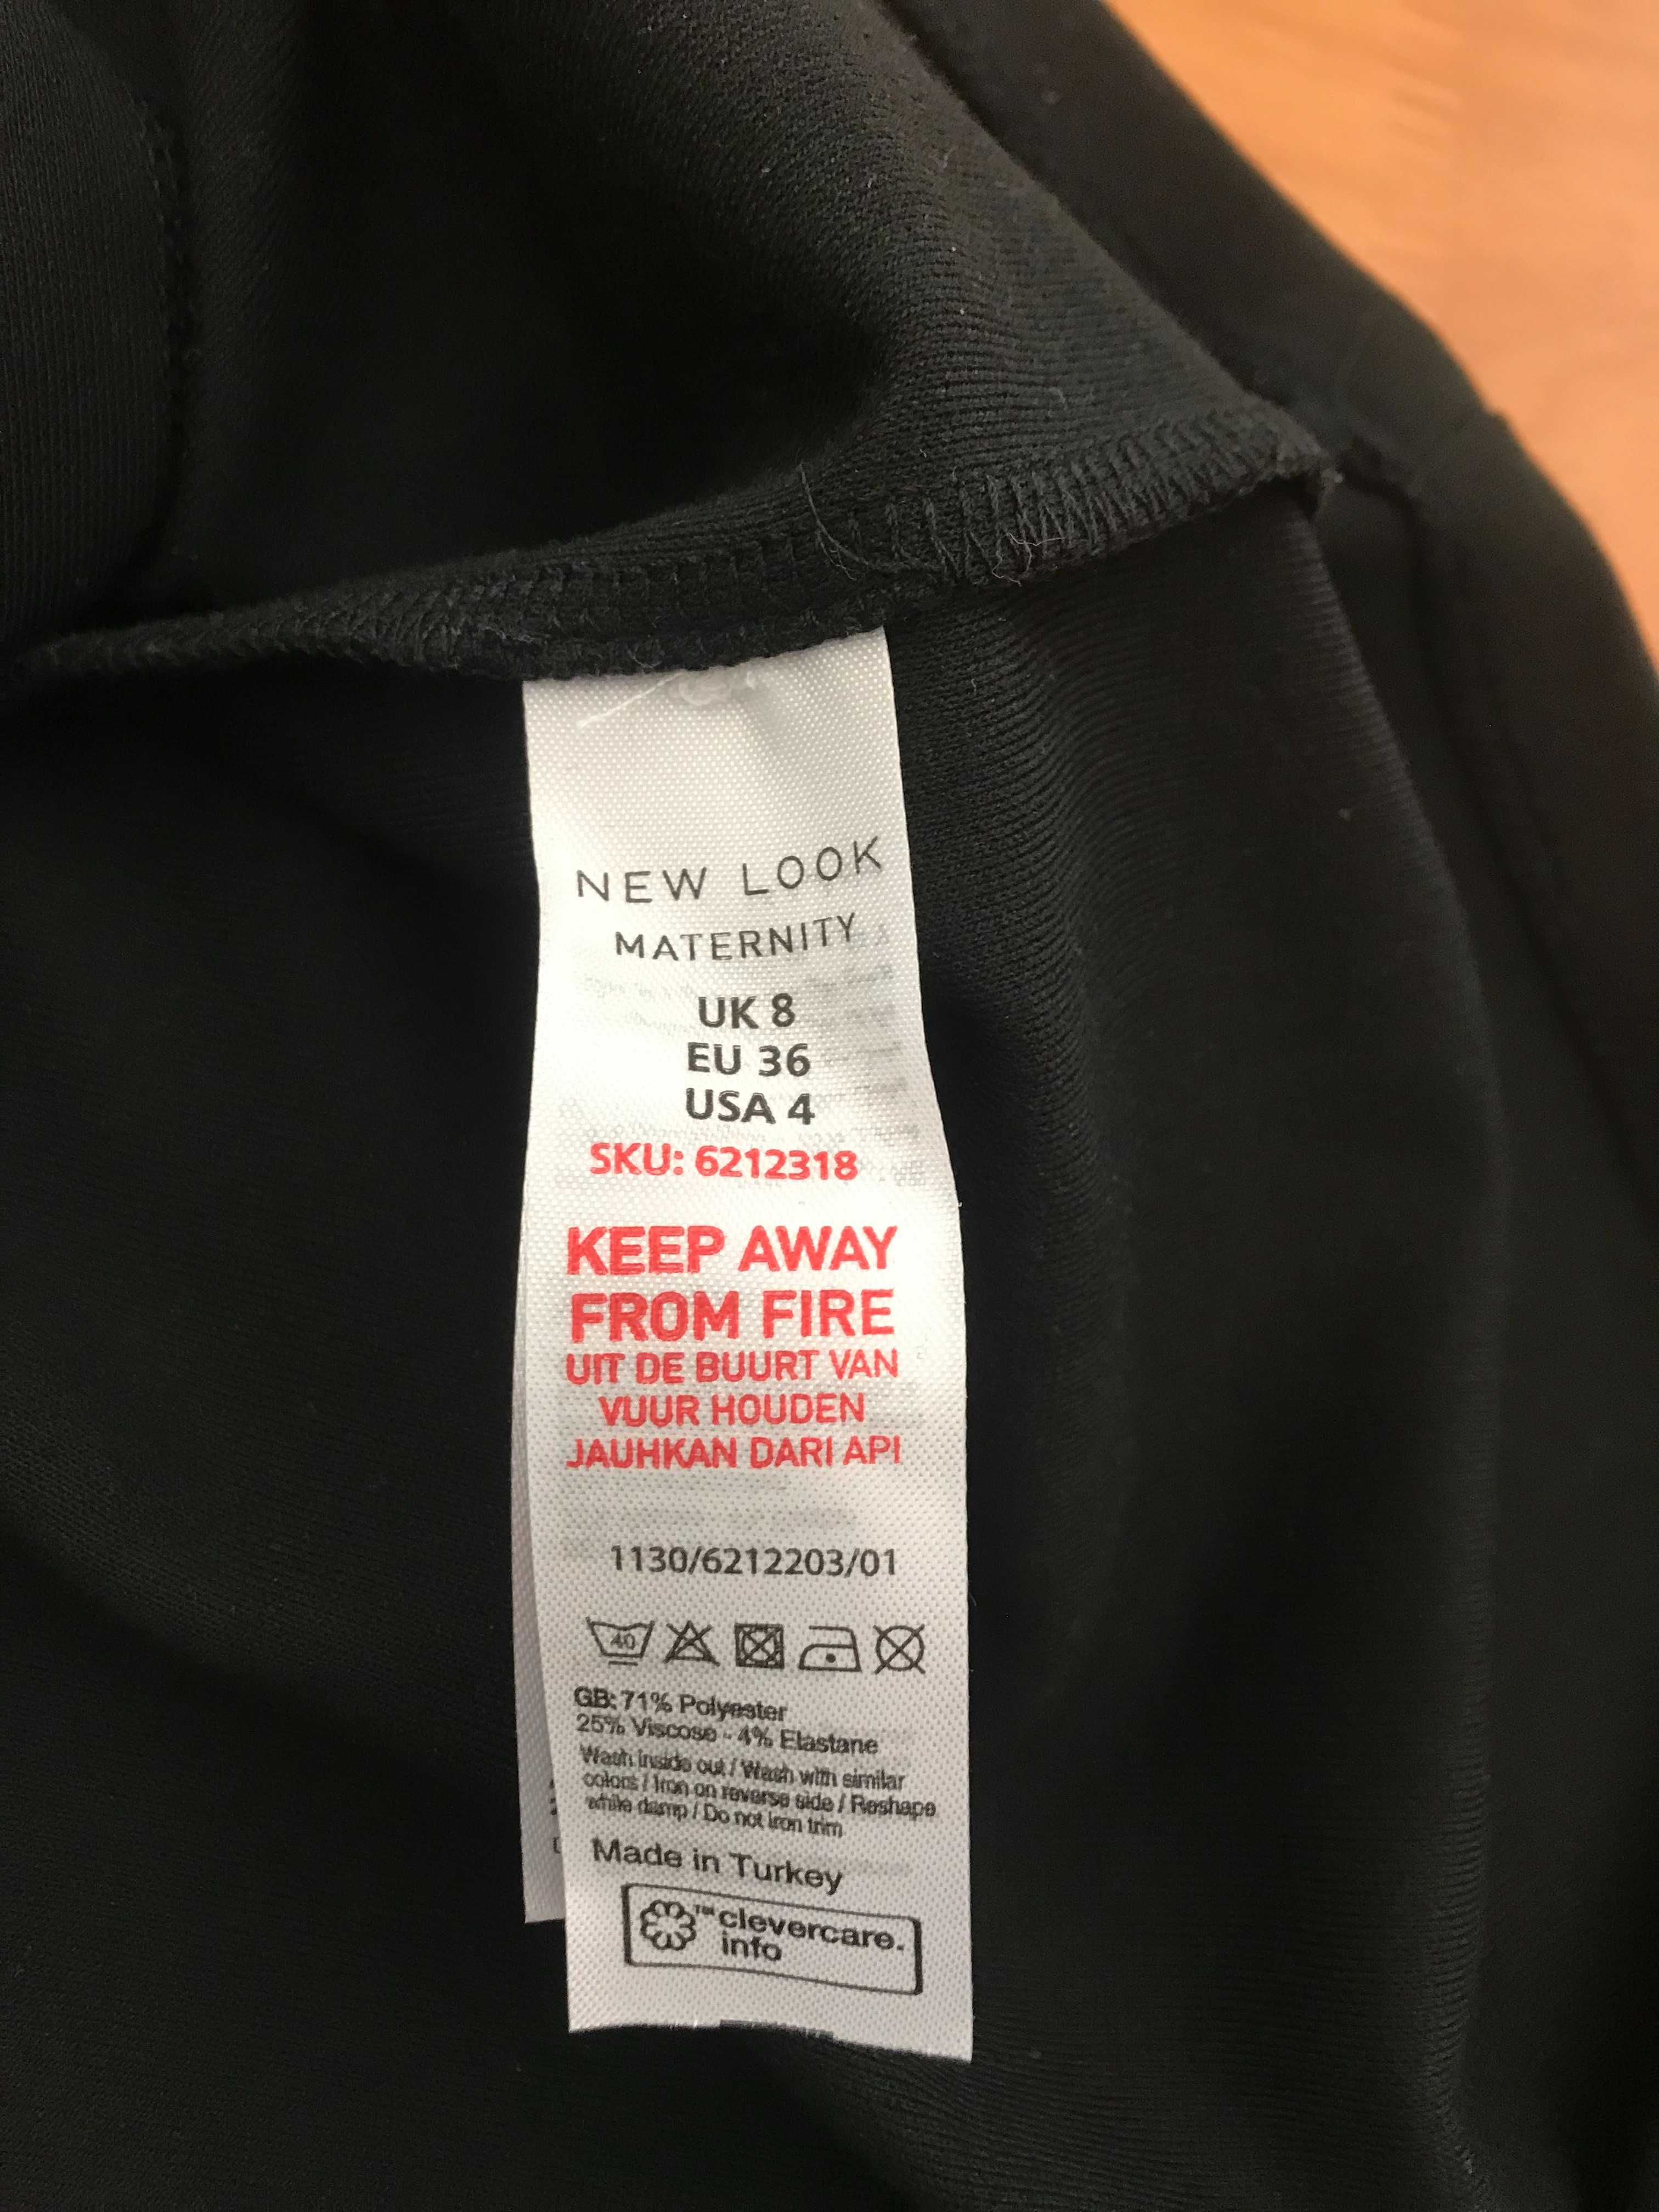 NEW LOOK
MATERNITY
UK 8
EU 36
USA 4
SKU: 6212318
KEEP AWAY
FROM FIRE
UIT DE BUURT VAN
VUUR HOUDEN
JAUHKAN DARI API
1130/6212203/01
40
GB: 71% Polyester
25% Viscose - 4% Elastane
Wash inside out / Wash with similar
colors / Iron on reverse side / Reshape
while damp / Do not iron trim
Made in Turkey
™clevercare.
info